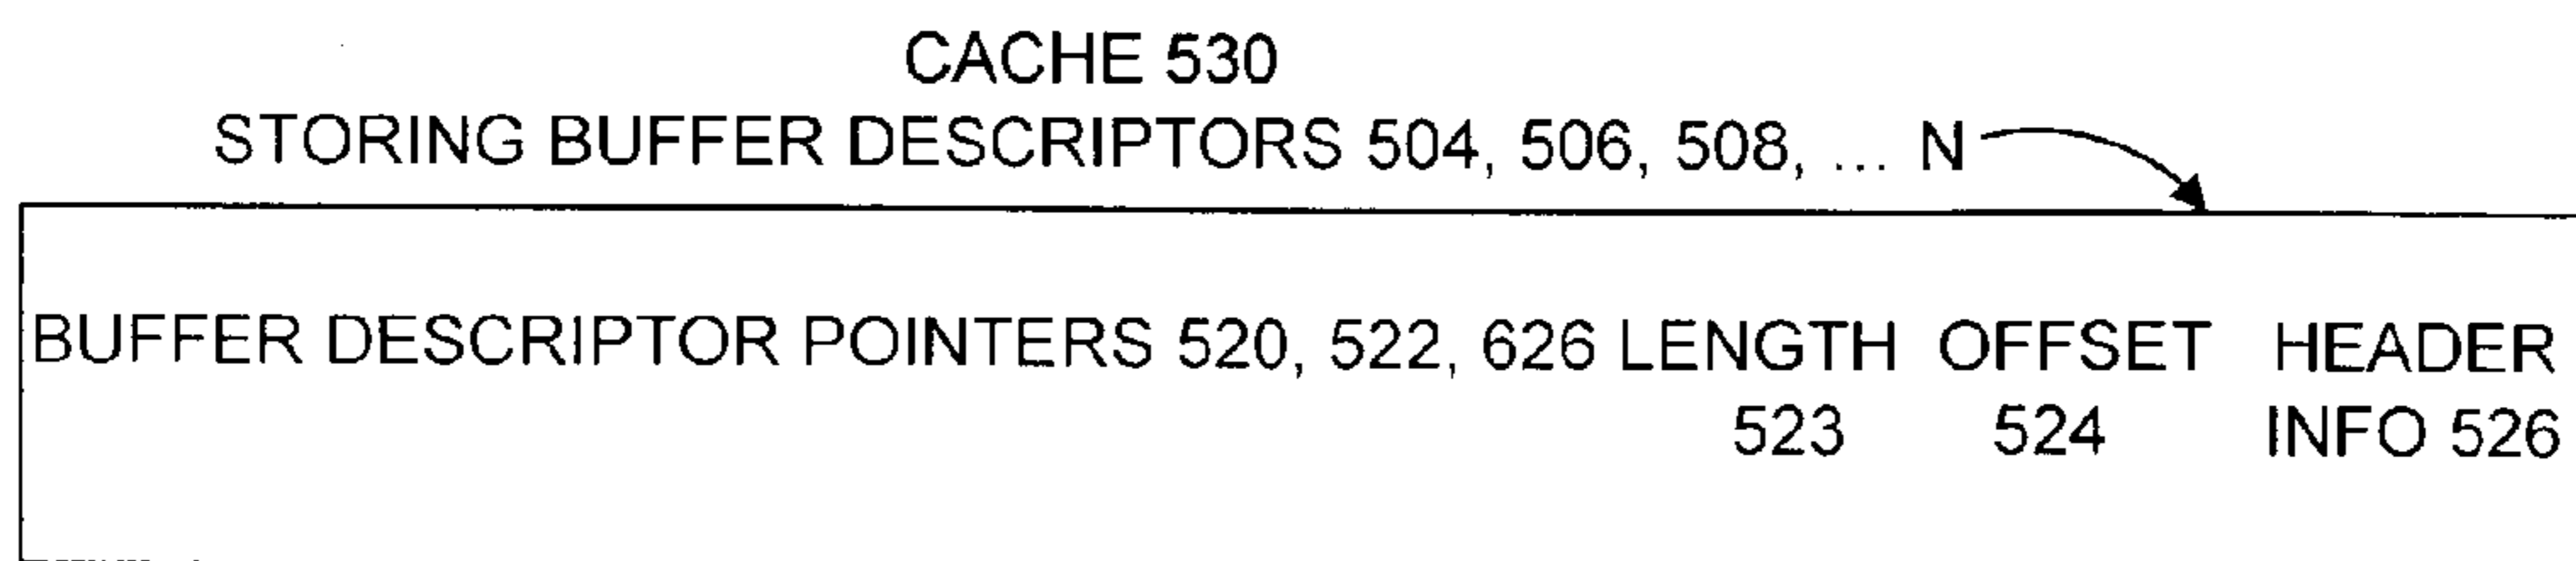 CACHE 530
STORING BUFFER DESCRIPTORS 504, 506, 508, ... N
BUFFER DESCRIPTOR POINTERS 520, 522, 626 LENGTH OFFSET HEADER
523 524 INFO 526